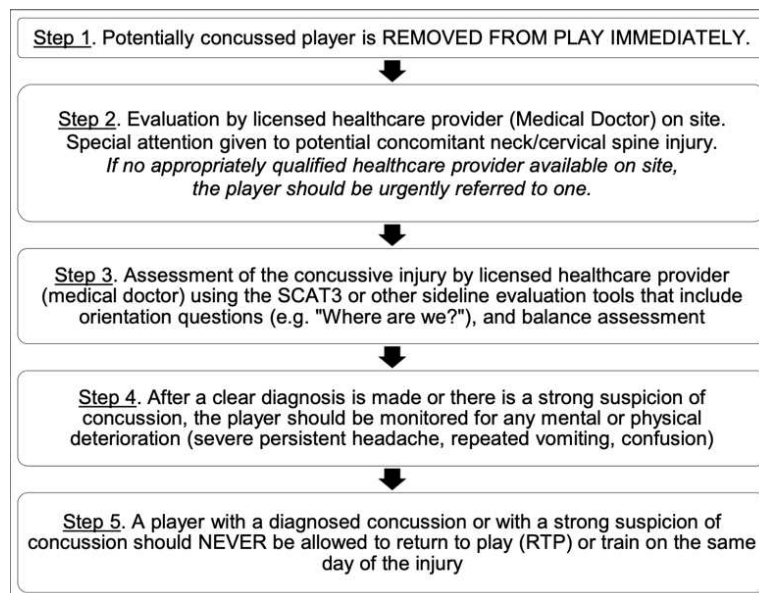 Step 1. Potentially concussed player is REMOVED FROM PLAY IMMEDIATELY.
Step 2. Evaluation by licensed healthcare provider (Medical Doctor) on site.
Special attention given to potential concomitant neck/cervical spine injury.
If no appropriately qualified healthcare provider available on site,
the player should be urgently referred to one.
Step 3. Assessment of the concussive injury by licensed healthcare provider
(medical doctor) using the SCAT3 or other sideline evaluation tools that include
orientation questions (e.g. "Where are we?"), and balance assessment
Step 4. After a clear diagnosis is made or there is a strong suspicion of
concussion, the player should be monitored for any mental or physical
deterioration (severe persistent headache, repeated vomiting, confusion)
Step 5. A player with a diagnosed concussion or with a strong suspicion of
concussion should NEVER be allowed to return to play (RTP) or train on the same
day of the injury